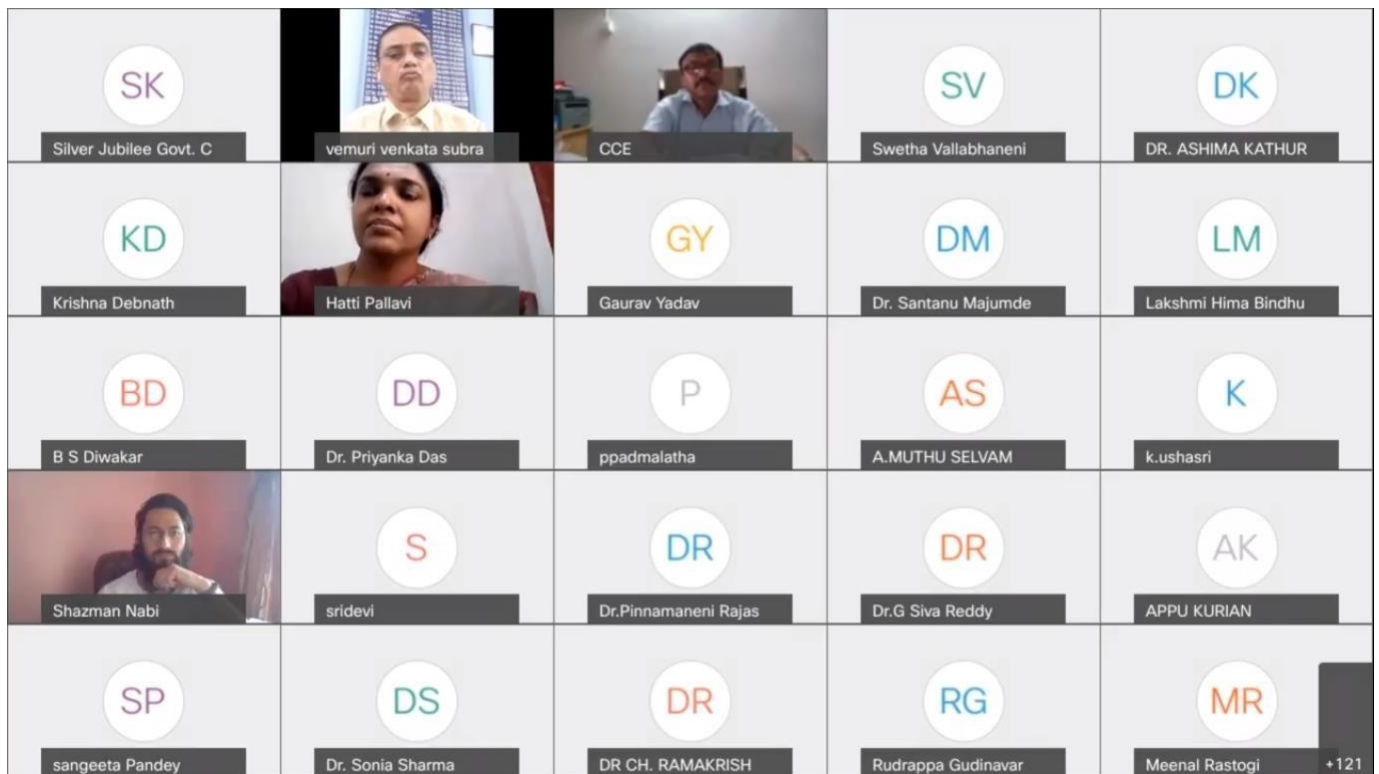 SK
Silver Jubilee Govt. C
vemuri venkata subra
CCE
SV
Swetha Vallabhaneni
DK
DR. ASHIMA KATHUR
KD
Krishna Debnath
Hatti Pallavi
GY
Gaurav Yadav
DM
Dr. Santanu Majumde
LM
Lakshmi Hima Bindhu
BD
B S Diwakar
DD
Dr. Priyanka Das
P
ppadmalatha
AS
A.MUTHU SELVAM
K
k.ushasri
Shazman Nabi
S
sridevi
DR
Dr.Pinnamaneni Rajas
DR
Dr.G Siva Reddy
AK
APPU KURIAN
SP
sangeeta Pandey
DS
Dr. Sonia Sharma
DR
DR CH. RAMAKRISH
RG
Rudrappa Gudinavar
MR
Meenal Rastogi
+121